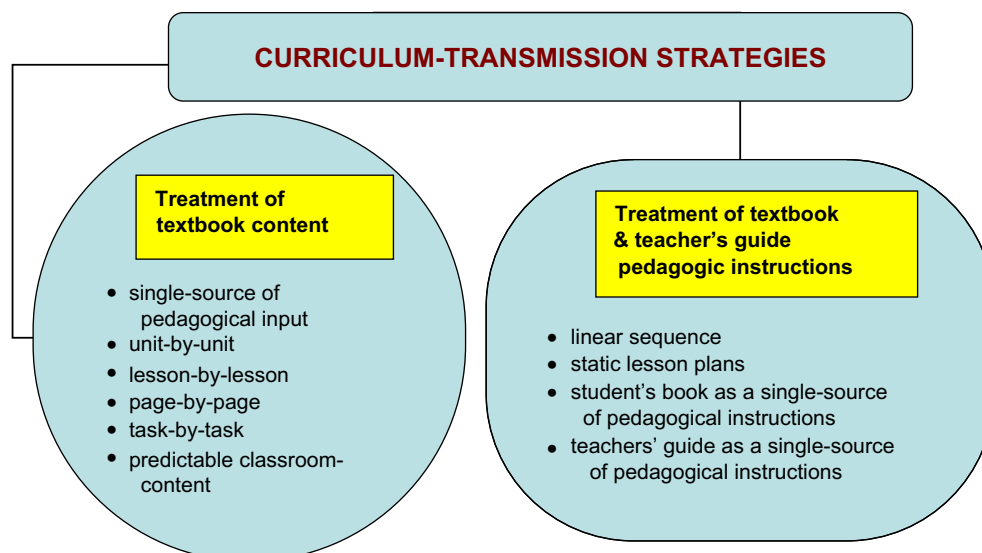 CURRICULUM-TRANSMISSION STRATEGIES
Treatment of
textbook content
• single-source of
pedagogical input
• unit-by-unit
• lesson-by-lesson
• page-by-page
• task-by-task
• predictable classroom-
content
Treatment of textbook
& teacher's guide
pedagogic instructions
• linear sequence
• static lesson plans
• student's book as a single-source
of pedagogical instructions
• teachers' guide as a single-source
of pedagogical instructions